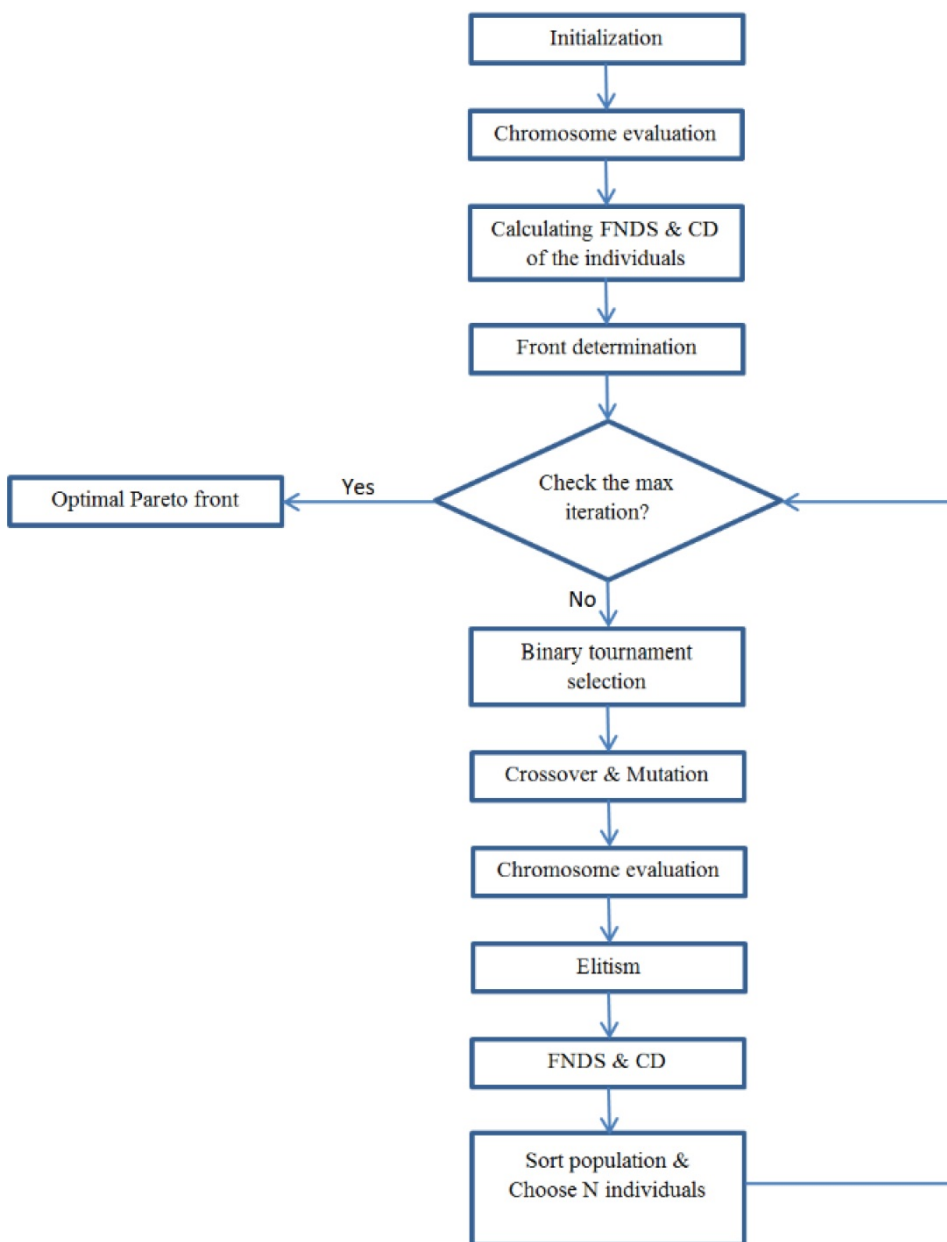 Initialization
Chromosome evaluation
Calculating FNDS & CD
of the individuals
Front determination
Check the max
iteration?
Yes
Optimal Pareto front
No
Binary tournament
selection
Crossover & Mutation
Chromosome evaluation
Elitism
FNDS & CD
Sort population &
Choose N individuals